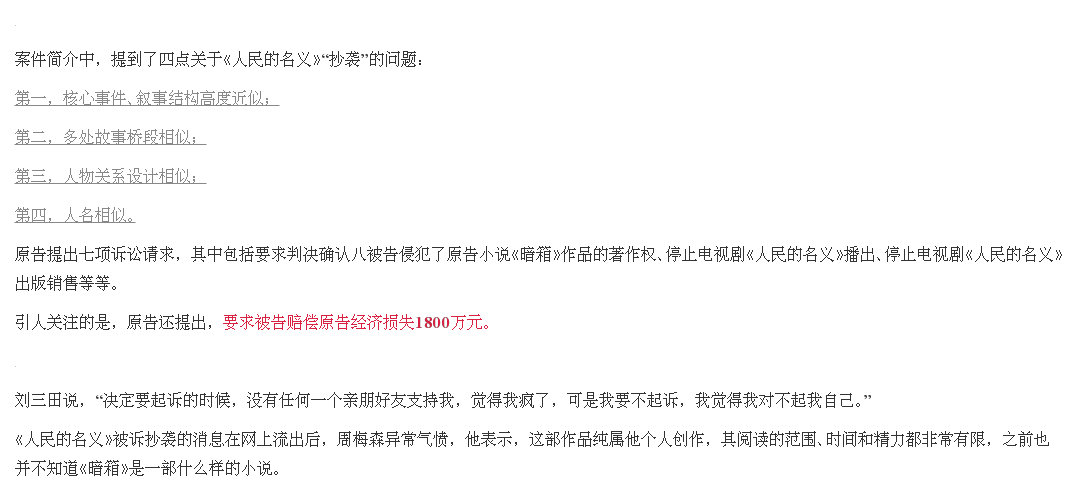 案件简介中，提到了四点关于《人民的名义》“抄袭”的问题：
第一，核心事件、叙事结构高度近似；
第二，多处故事桥段相似；
第三，人物关系设计相似；
第四，人名相似。
原告提出七项诉讼请求，其中包括要求判决确认八被告侵犯了原告小说《暗箱》作品的著作权、停止电视剧《人民的名义》播出、停止电视剧《人民的名义》
出版销售等等。
引人关注的是，原告还提出，要求被告赔偿原告经济损失1800万元。
刘三田说，“决定要起诉的时候，没有任何一个亲朋好友支持我，觉得我疯了，可是我要不起诉，我觉得我对不起我自己。”
《人民的名义》被诉抄袭的消息在网上流出后，周梅森异常气愤，他表示，这部作品纯属他个人创作，其阅读的范围、时间和精力都非常有限，之前也
并不知道《暗箱》是一部什么样的小说。